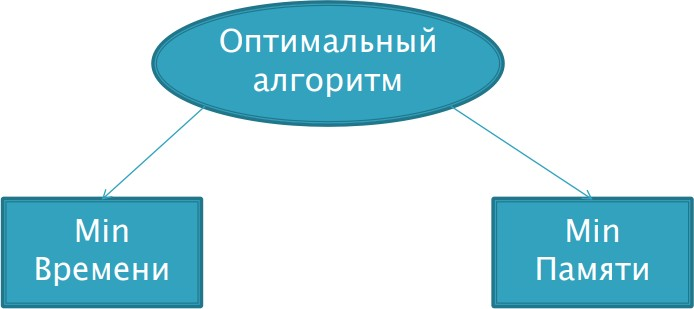 Оптимальный
алгоритм
Min
Времени
Min
Памяти